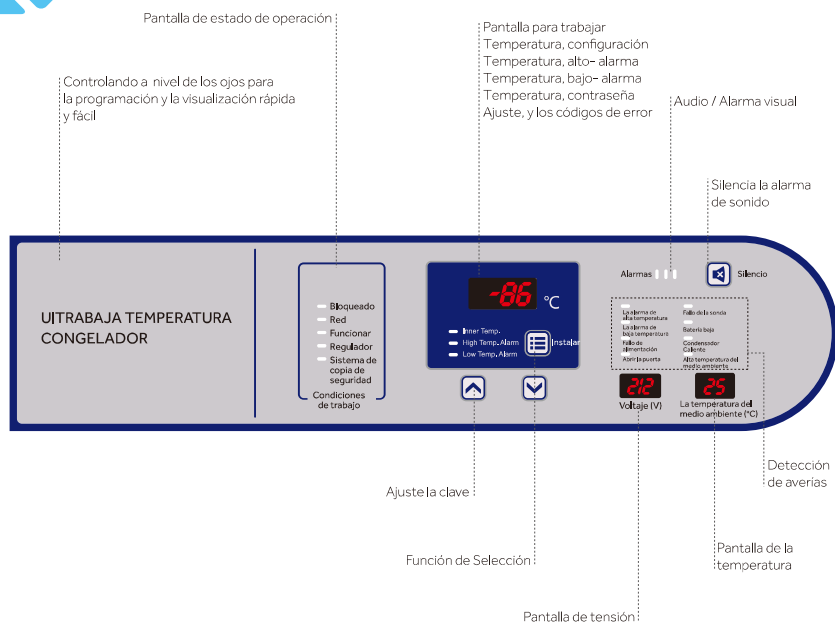 Pantalla de estado de operación
Pantalla para trabajar
Temperatura, configuración
Temperatura, alto- alarma
Temperatura, bajo- alarma
Temperatura, contraseña
Ajuste, y los códigos de error
Controlando a nivel de los ojos para
la programación y la visualización rápida
y fácil
Audio / Alarma visual
Silencia la alarma
de sonido
UITRABAJA TEMPERATURA
CONGELADOR
Bloqueado
Red
Funcionar
Regulador
Sistema de
copia de
seguridad
Condiciones
de trabajo
-86 °C
Inner Temp.
High Temp. Alarm
Low Temp. Alarm
Instalar
Alarmas
Silencio
La alarma de
alta temperatura
La alarma de
baja temperatura
Fallo de
alimentación
Abrir la puerta
Fallo de la sonda
Batería baja
Condensador
Caliente
Alta temperatura del
medio ambiente
212
Voltaje (V)
25
La temperatura del
medio ambiente (°C)
Detección
de averías
Ajuste la clave
Función de Selección
Pantalla de la
temperatura
Pantalla de tensión